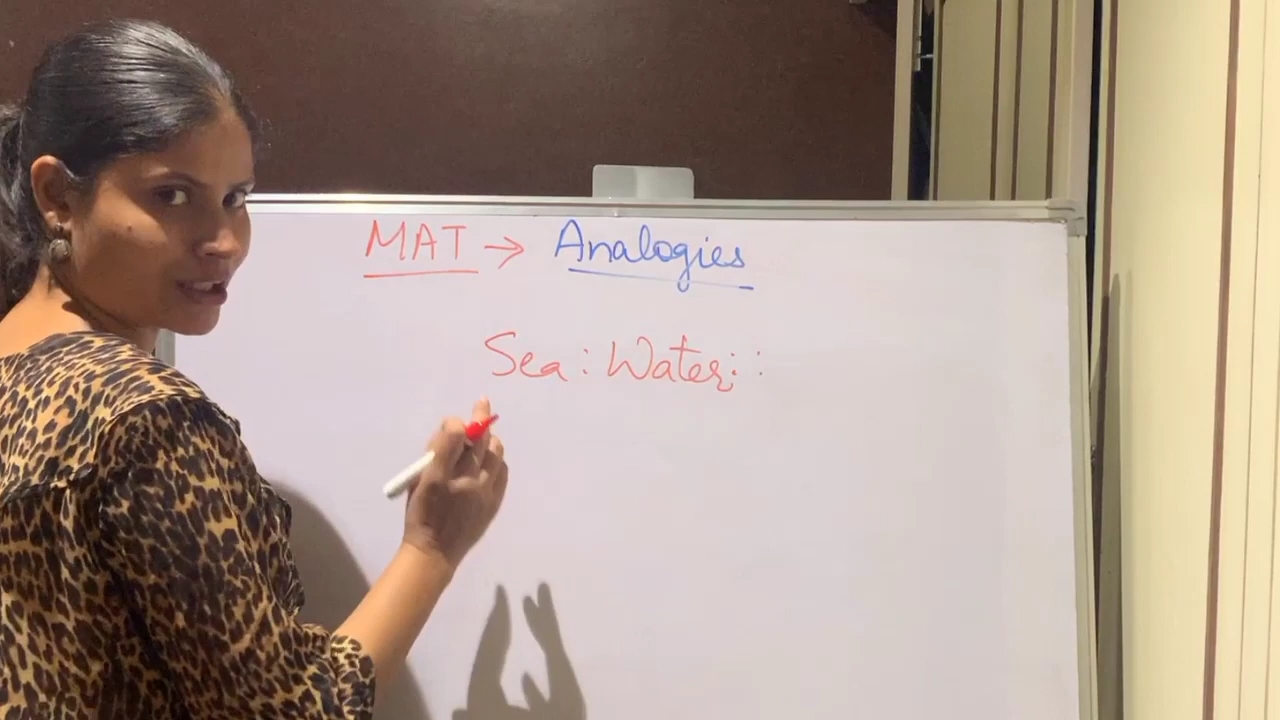 MAT → Analogies
Sea : Water : :